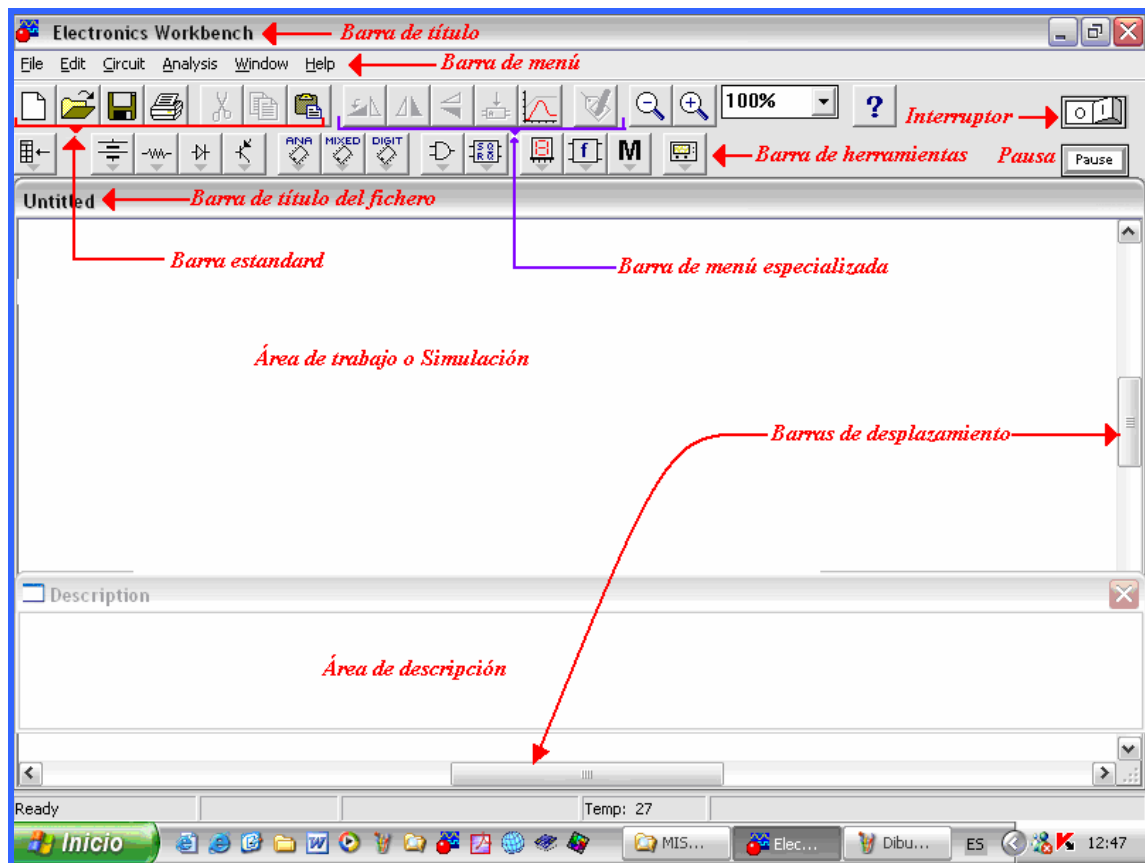 Electronics Workbench Barra de título
File Edit Circuit Analysis Window Help Barra de menú
100% ? Interruptor O I
ANA MIXED DIGIT f M Barra de herramientas Pausa Pause
Untitled Barra de título del fichero
Barra estandard Barra de menú especializada
Área de trabajo o Simulación
Barras de desplazamiento
Description
Área de descripción
Ready Temp: 27
Inicio MIS... Elec... Dibu... ES 12:47